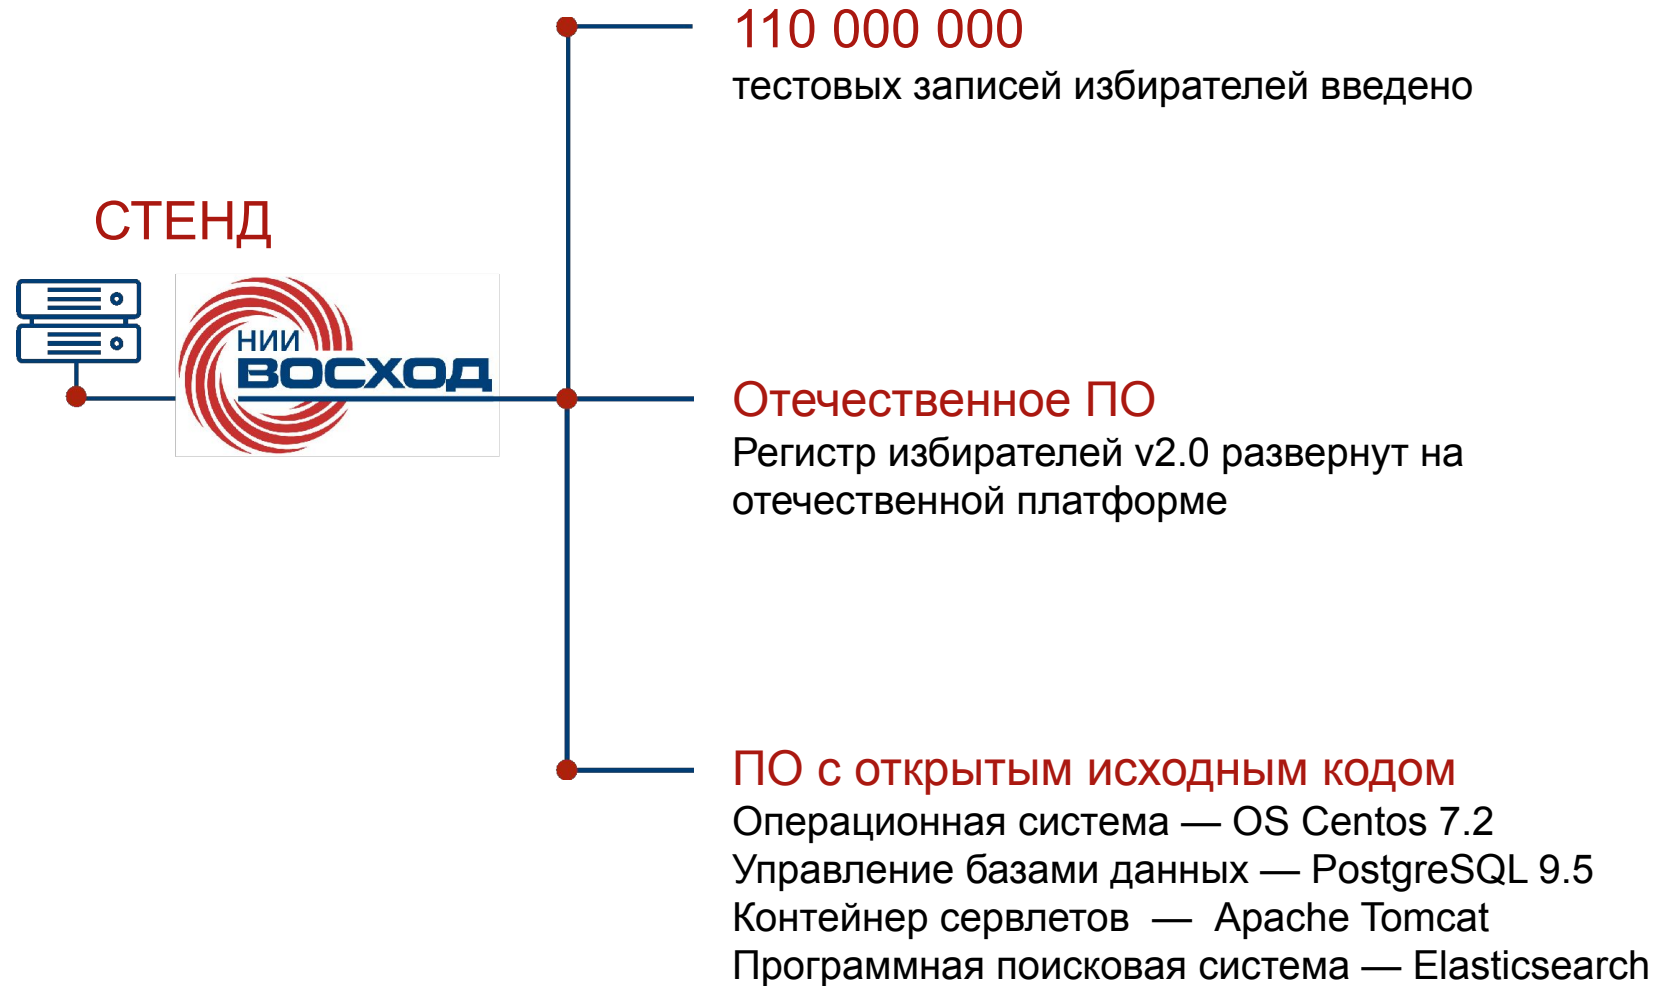 110 000 000
тестовых записей избирателей введено
СТЕНД
НИИ
ВОСХОД
Отечественное ПО
Регистр избирателей v2.0 развернут на
отечественной платформе
ПО с открытым исходным кодом
Операционная система — OS Centos 7.2
Управление базами данных — PostgreSQL 9.5
Контейнер сервлетов — Apache Tomcat
Программная поисковая система — Elasticsearch